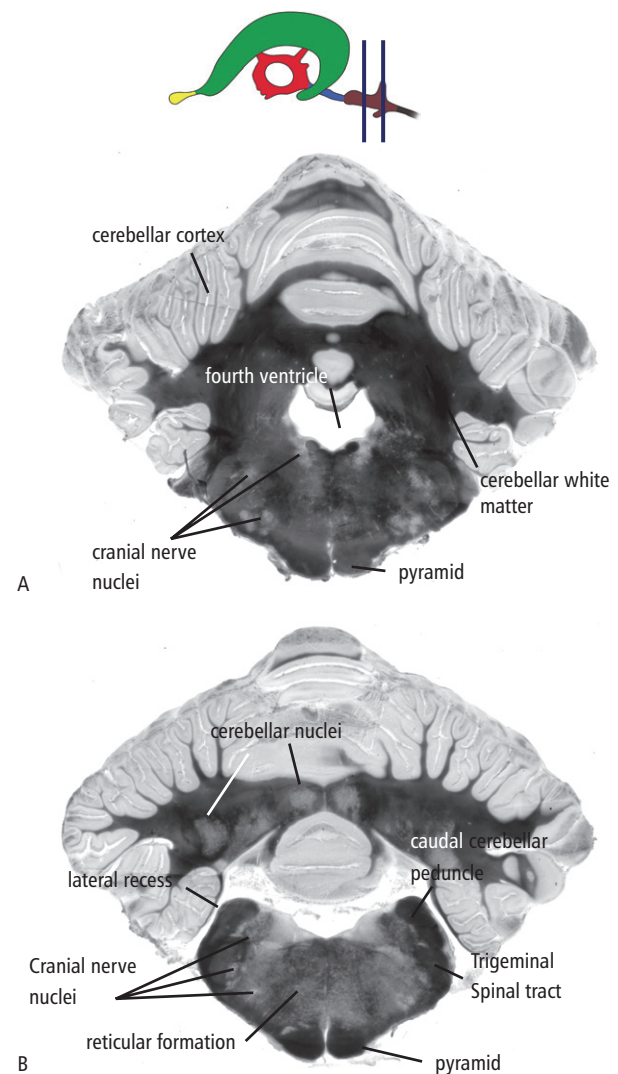 cerebellar cortex
fourth ventricle
cerebellar white
matter
cranial nerve
nuclei
A
pyramid
cerebellar nuclei
caudal cerebellar
peduncle
lateral recess
Cranial nerve
nuclei
Trigeminal
Spinal tract
reticular formation
B
pyramid